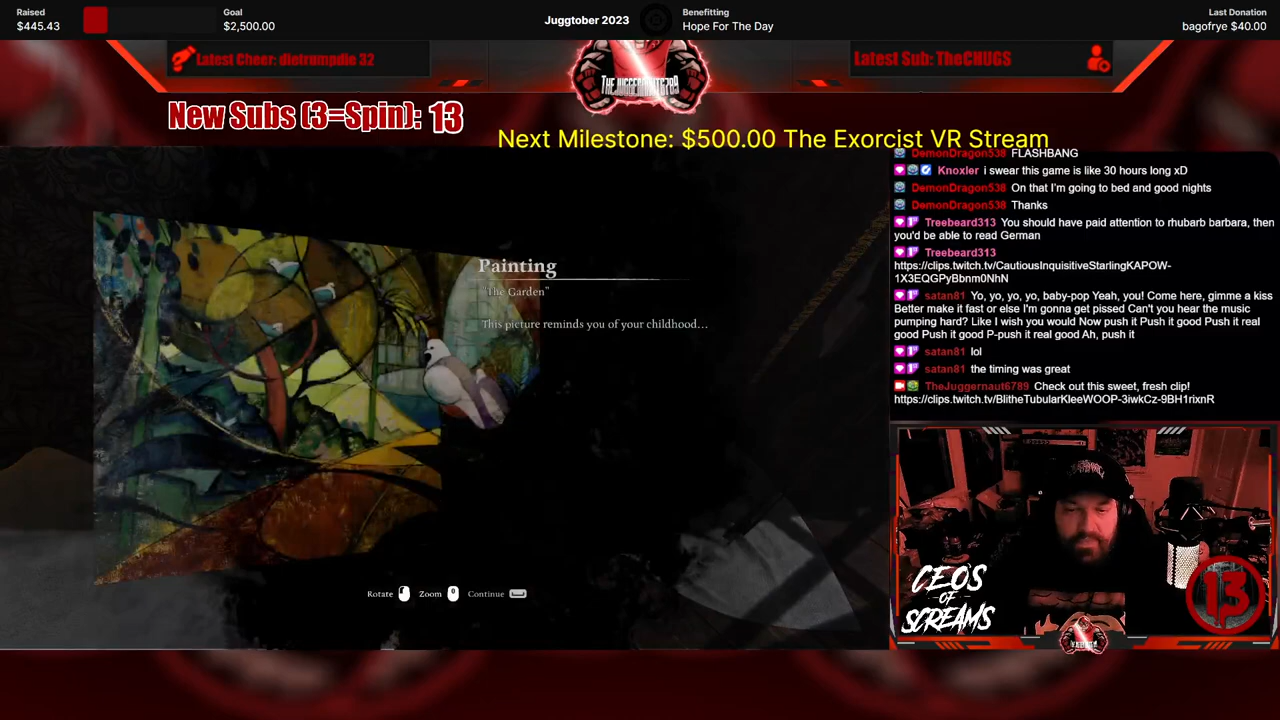 Raised
$445.43
Goal
$2,500.00
Juggtober 2023
Benefitting
Hope For The Day
Last Donation
bagofrye $40.00
Latest Cheer: dietrumpdie 32
THEJUGGERNAUT6789
Latest Sub: TheCHUGS
New Subs (3=Spin): 13
Next Milestone: $500.00 The Exorcist VR Stream
DemonDragon538 FLASHBANG
Knoxler i swear this game is like 30 hours long xD
DemonDragon538 On that I'm going to bed and good nights
DemonDragon538 Thanks
Treebeard313 You should have paid attention to rhubarb barbara, then
you'd be able to read German
Treebeard313
https://clips.twitch.tv/CautiousInquisitiveStarlingKAPOW-
1X3EQGPyBbnm0NhN
satan81 Yo, yo, yo, yo, baby-pop Yeah, you! Come here, gimme a kiss
Better make it fast or else I'm gonna get pissed Can't you hear the music
pumping hard? Like I wish you would Now push it Push it good Push it real
good Push it good P-push it real good Ah, push it
satan81 lol
satan81 the timing was great
TheJuggernaut6789 Check out this sweet, fresh clip!
https://clips.twitch.tv/BlitheTubularKleeWOOP-3iwkCz-9BH1rixnR
Painting
"The Garden"
This picture reminds you of your childhood...
Rotate Zoom Continue
CEOS
OF
SCREAMS
13